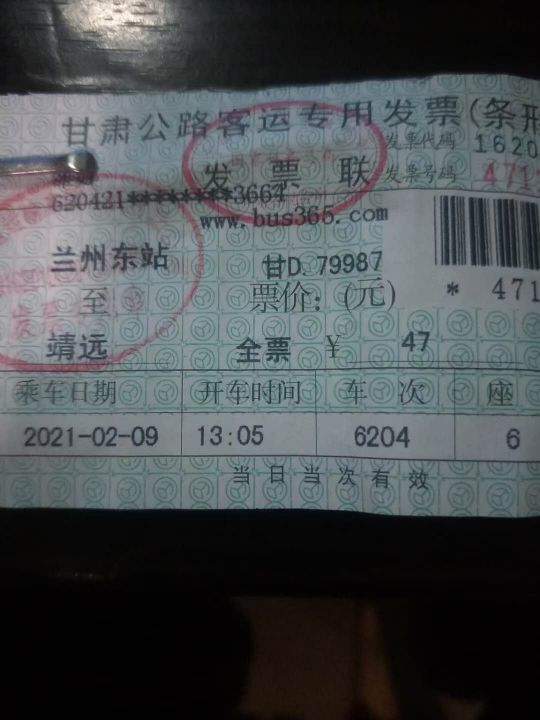 甘肃公路客运专用发票(条形
发票代码 1620
发票联 发票号码 471
620421********3664
www.bus365.com
兰州东站 甘D.79987
至 票价:(元) * 471
靖远 全票 ¥ 47
乘车日期 开车时间 车次 座
2021-02-09 13:05 6204 6
当日当次有效